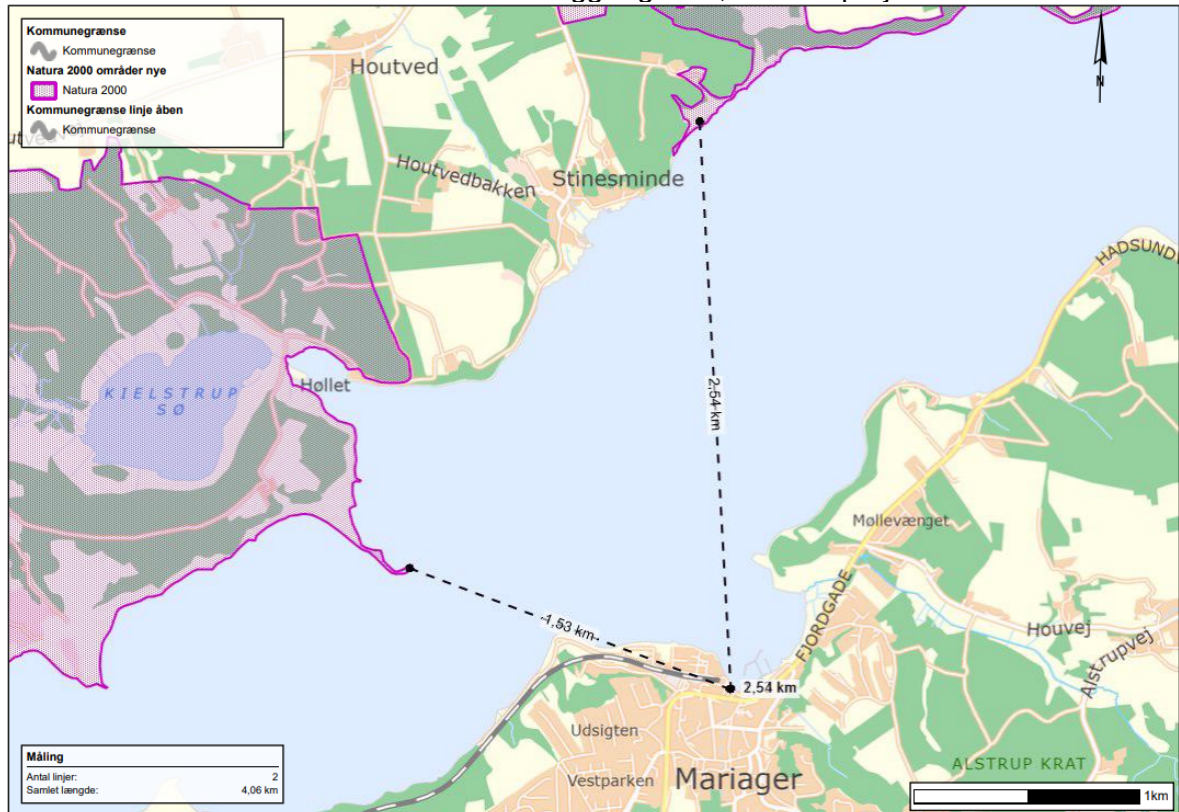 Kommunegrænse
Kommunegrænse
Natura 2000 områder nye
Natura 2000
Kommunegrænse linje åben
Kommunegrænse
N
Houtved
Houtvedbakken
Stinesminde
HADSUND
KIELSTRUP
SØ
Høllet
2,54 km
Møllevænget
FJORDGADE
Houvej
Alstrupvej
1,53 km
2,54 km
Udsigten
Vestparken
Mariager
ALSTRUP KRAT
Måling
Antal linjer: 2
Samlet længde: 4,06 km
1km